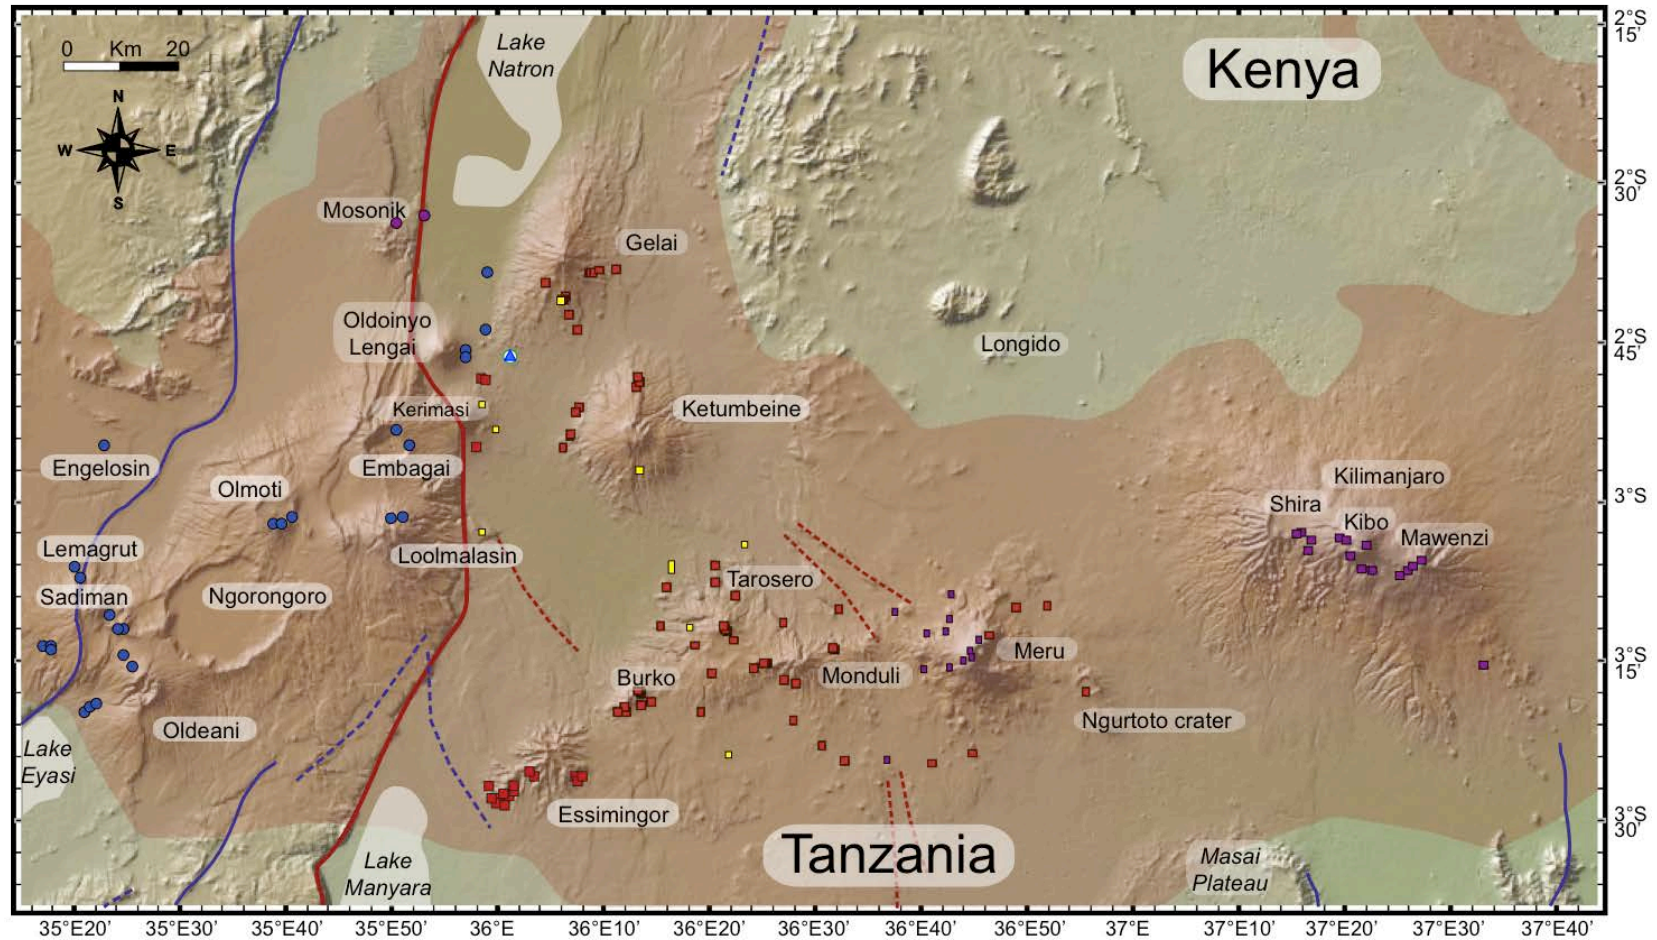 0 Km 20
N
W E
S
Lake
Natron
Kenya
2°S
15'
2°S
30'
Mosonik
Gelai
Oldoinyo
Lengai
Longido
2°S
45'
Kerimasi
Ketumbeine
Engelosin
Embagai
Olmoti
Kilimanjaro
3°S
Shira
Kibo
Mawenzi
Lemagrut
Loolmalasin
Sadiman
Ngorongoro
Tarosero
Meru
3°S
15'
Burko
Monduli
Oldeani
Ngurtoto crater
Lake
Eyasi
Essimingor
3°S
30'
Tanzania
Lake
Manyara
Masai
Plateau
35°E20' 35°E30' 35°E40' 35°E50' 36°E 36°E10' 36°E20' 36°E30' 36°E40' 36°E50' 37°E 37°E10' 37°E20' 37°E30' 37°E40'